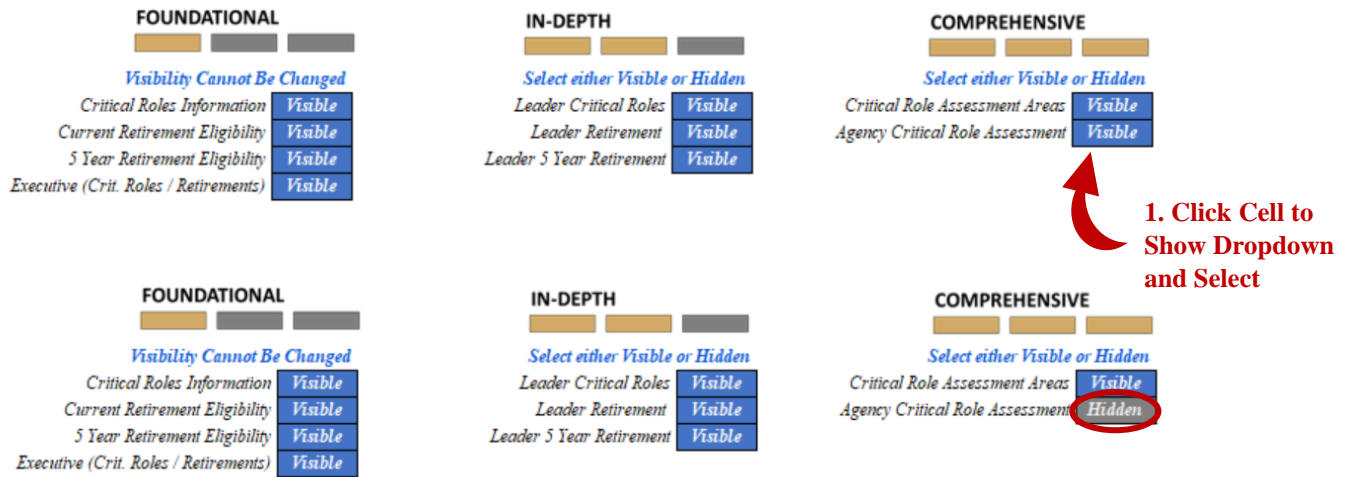 FOUNDATIONAL
Visibility Cannot Be Changed
Critical Roles Information Visible
Current Retirement Eligibility Visible
5 Year Retirement Eligibility Visible
Executive (Crit. Roles / Retirements) Visible
IN-DEPTH
Select either Visible or Hidden
Leader Critical Roles Visible
Leader Retirement Visible
Leader 5 Year Retirement Visible
COMPREHENSIVE
Select either Visible or Hidden
Critical Role Assessment Areas Visible
Agency Critical Role Assessment Visible
1. Click Cell to
Show Dropdown
and Select
FOUNDATIONAL
Visibility Cannot Be Changed
Critical Roles Information Visible
Current Retirement Eligibility Visible
5 Year Retirement Eligibility Visible
Executive (Crit. Roles / Retirements) Visible
IN-DEPTH
Select either Visible or Hidden
Leader Critical Roles Visible
Leader Retirement Visible
Leader 5 Year Retirement Visible
COMPREHENSIVE
Select either Visible or Hidden
Critical Role Assessment Areas Visible
Agency Critical Role Assessment Hidden